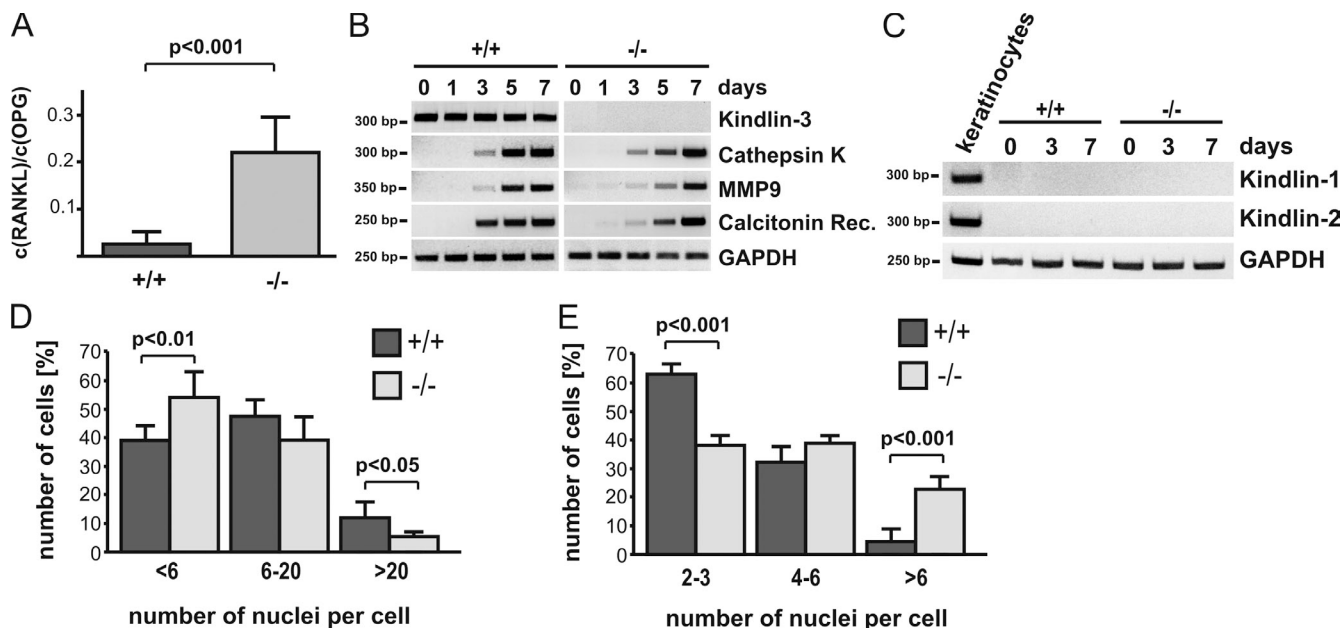 A
p<0.001
c(RANKL)/c(OPG)
0.3
0.2
0.1
+/+
-/-
B
+/+ -/-
0 1 3 5 7 0 1 3 5 7 days
300 bp Kindlin-3
300 bp Cathepsin K
350 bp MMP9
250 bp Calcitonin Rec.
250 bp GAPDH
C
keratinocytes
+/+ -/-
0 3 7 0 3 7 days
300 bp Kindlin-1
300 bp Kindlin-2
250 bp GAPDH
D
p<0.01
+/+
-/-
number of cells [%]
70
60
50
40
30
20
10
0
p<0.05
<6 6-20 >20
number of nuclei per cell
E
p<0.001
+/+
-/-
number of cells [%]
70
60
50
40
30
20
10
0
p<0.001
2-3 4-6 >6
number of nuclei per cell